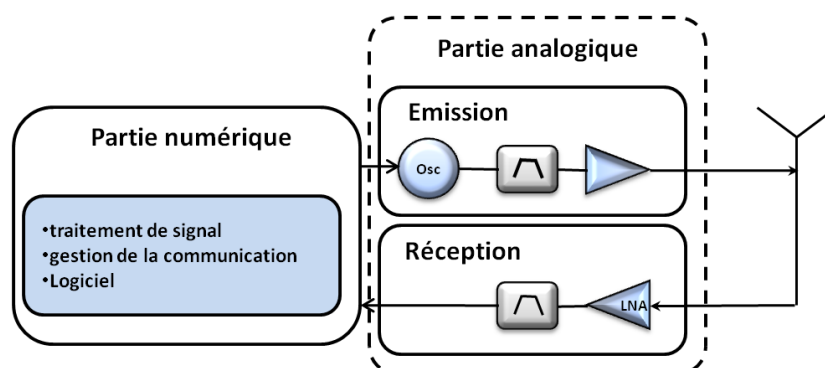 Partie analogique
Emission
Partie numérique
Osc
•traitement de signal
•gestion de la communication
•Logiciel
Réception
LNA